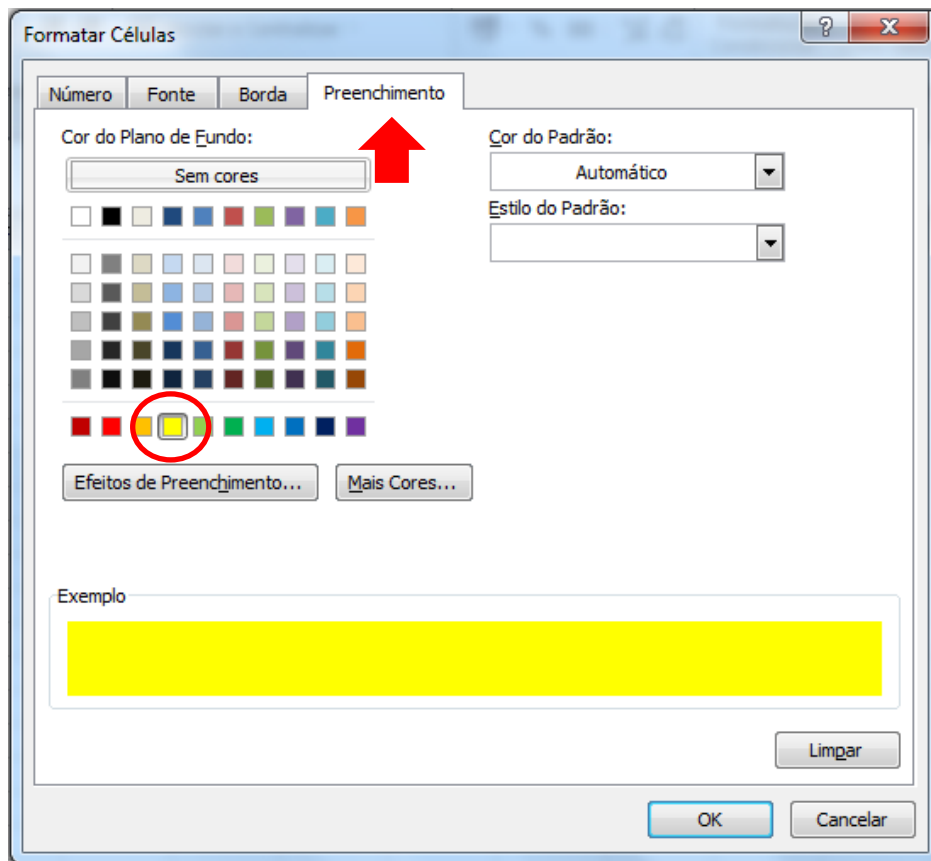 Formatar Células
Número Fonte Borda Preenchimento
Cor do Plano de Fundo:
Sem cores
Cor do Padrão:
Automático
Estilo do Padrão:
Efeitos de Preenchimento... Mais Cores...
Exemplo
Limpar
OK Cancelar